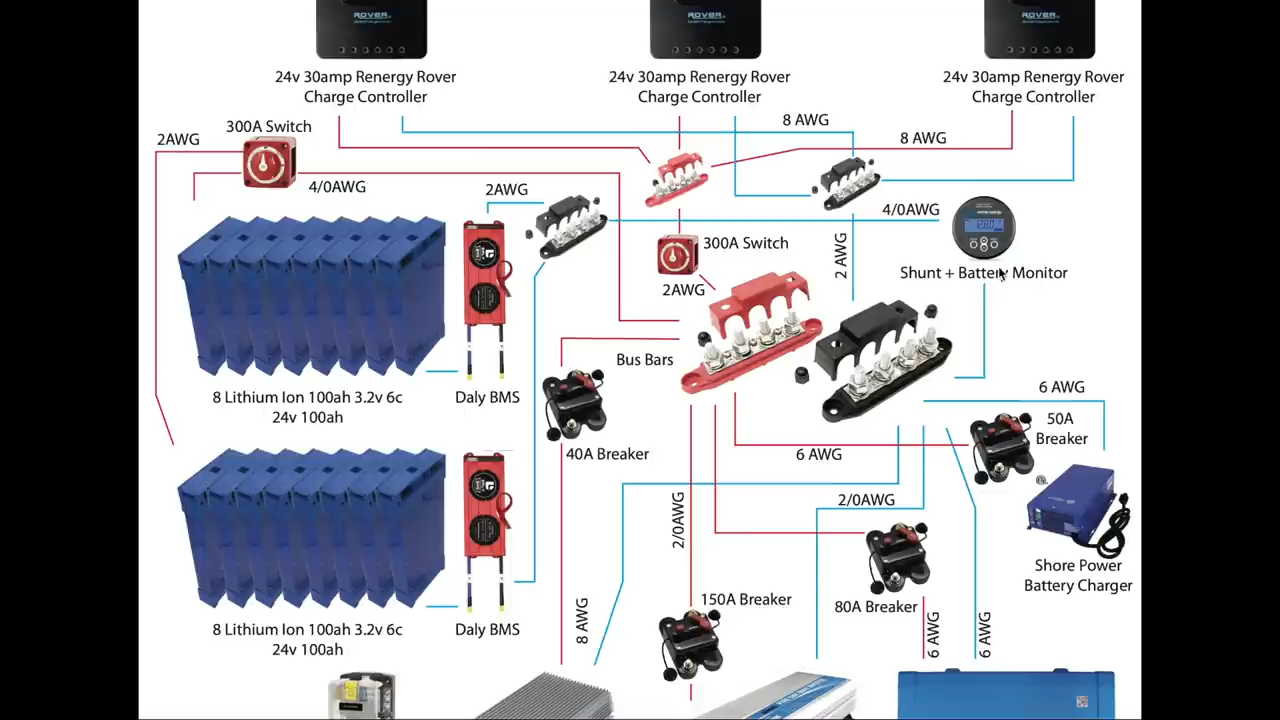 ROVER
ROVER
ROVER
24v 30amp Renergy Rover
Charge Controller
24v 30amp Renergy Rover
Charge Controller
24v 30amp Renergy Rover
Charge Controller
300A Switch
2AWG
8 AWG
8 AWG
4/0AWG
2AWG
4/0AWG
300A Switch
2 AWG
Shunt + Battery Monitor
2AWG
Bus Bars
8 Lithium Ion 100ah 3.2v 6c
24v 100ah
Daly BMS
6 AWG
50A
Breaker
40A Breaker
6 AWG
2/0AWG
2/0AWG
Shore Power
Battery Charger
150A Breaker
80A Breaker
8 AWG
6 AWG
6 AWG
8 Lithium Ion 100ah 3.2v 6c
24v 100ah
Daly BMS